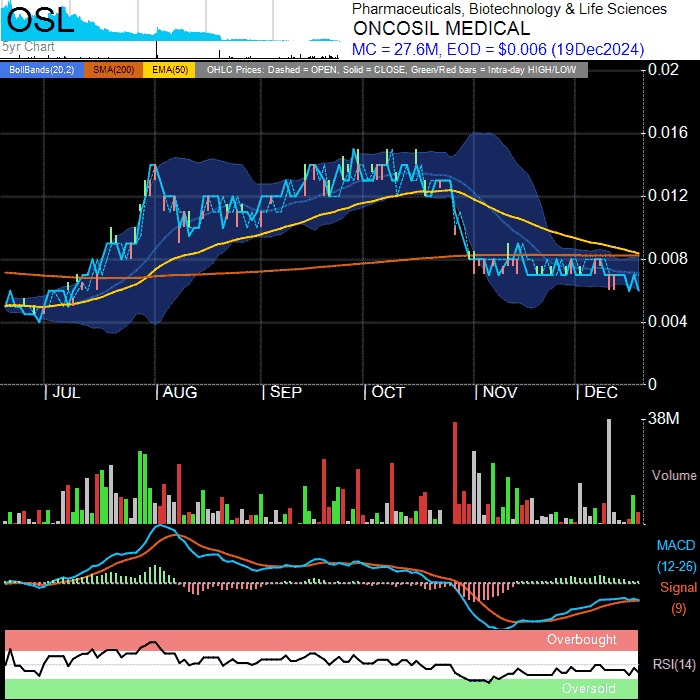 OSL
5yr Chart
Pharmaceuticals, Biotechnology & Life Sciences
ONCOSIL MEDICAL
MC = 27.6M, EOD = $0.006 (19Dec2024)
BollBands(20,2) SMA(200) EMA(50) OHLC Prices: Dashed = OPEN, Solid = CLOSE, Green/Red bars = Intra-day HIGH/LOW
0.02
0.016
0.012
0.008
0.004
0
| JUL | AUG | SEP | OCT | NOV | DEC
38M
Volume
MACD
(12-26)
Signal
(9)
Overbought
RSI(14)
Oversold